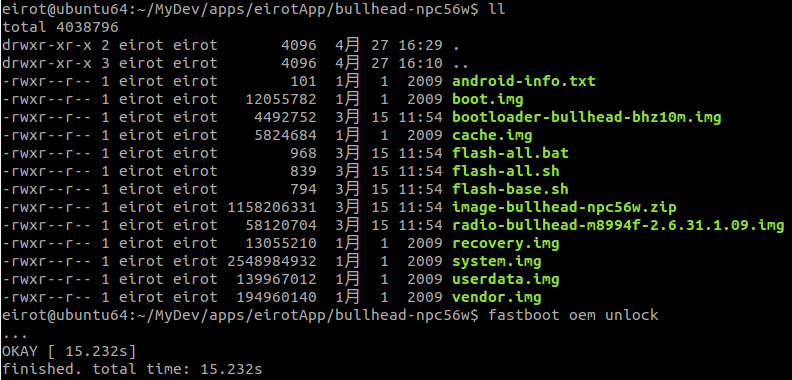 eirot@ubuntu64:~/MyDev/apps/eirotApp/bullhead-npc56w$ ll
total 4038796
drwxr-xr-x 2 eirot eirot       4096  4月 27 16:29 .
drwxr-xr-x 3 eirot eirot       4096  4月 27 16:10 ..
-rwxr--r-- 1 eirot eirot        101  1月  1  2009 android-info.txt
-rwxr--r-- 1 eirot eirot   12055782  1月  1  2009 boot.img
-rwxr--r-- 1 eirot eirot    4492752  3月 15 11:54 bootloader-bullhead-bhz10m.img
-rwxr--r-- 1 eirot eirot    5824684  1月  1  2009 cache.img
-rwxr--r-- 1 eirot eirot        968  3月 15 11:54 flash-all.bat
-rwxr--r-- 1 eirot eirot        839  3月 15 11:54 flash-all.sh
-rwxr--r-- 1 eirot eirot        794  3月 15 11:54 flash-base.sh
-rwxr--r-- 1 eirot eirot 1158206331  3月 15 11:54 image-bullhead-npc56w.zip
-rwxr--r-- 1 eirot eirot   58120704  3月 15 11:54 radio-bullhead-m8994f-2.6.31.1.09.img
-rwxr--r-- 1 eirot eirot   13055210  1月  1  2009 recovery.img
-rwxr--r-- 1 eirot eirot 2548984932  1月  1  2009 system.img
-rwxr--r-- 1 eirot eirot  139967012  1月  1  2009 userdata.img
-rwxr--r-- 1 eirot eirot  194960140  1月  1  2009 vendor.img
eirot@ubuntu64:~/MyDev/apps/eirotApp/bullhead-npc56w$ fastboot oem unlock
...
OKAY [ 15.232s]
finished. total time: 15.232s